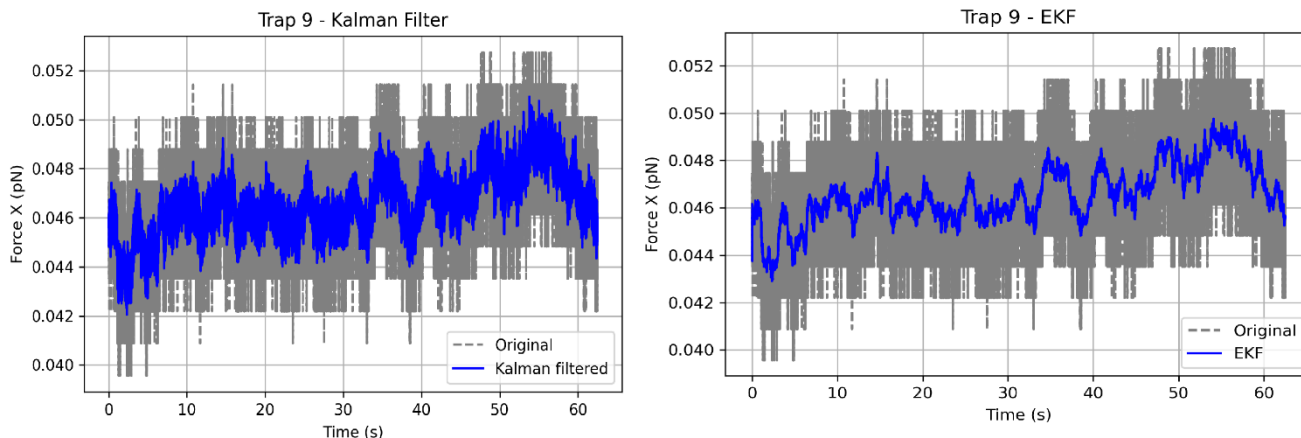 Trap 9 - Kalman Filter
0.052
0.050
0.048
0.046
0.044
0.042
0.040
Force X (pN)
0 10 20 30 40 50 60
Time (s)
Original
Kalman filtered
Trap 9 - EKF
0.052
0.050
0.048
0.046
0.044
0.042
0.040
Force X (pN)
0 10 20 30 40 50 60
Time (s)
Original
EKF